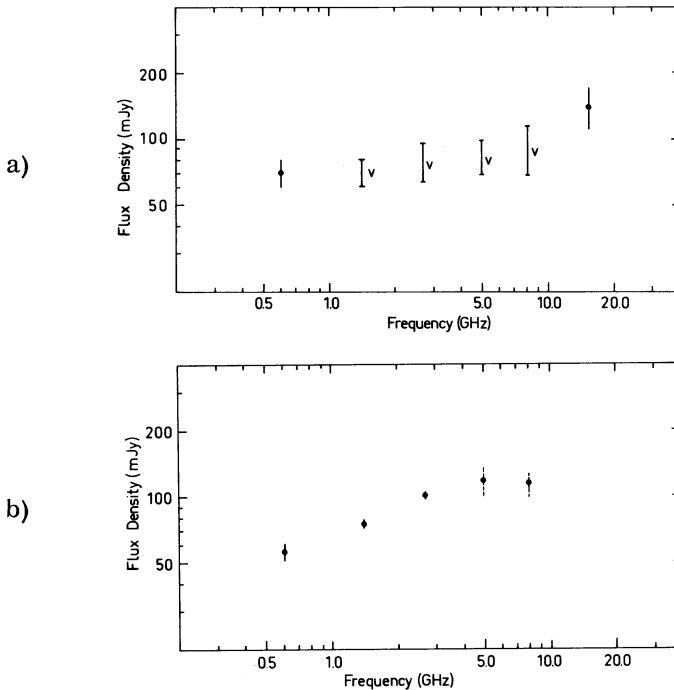 a)
Flux Density (mJy)
200
100
50
v v v v
0.5 1.0 5.0 10.0 20.0
Frequency (GHz)
b)
Flux Density (mJy)
200
100
50
0.5 1.0 5.0 10.0 20.0
Frequency (GHz)